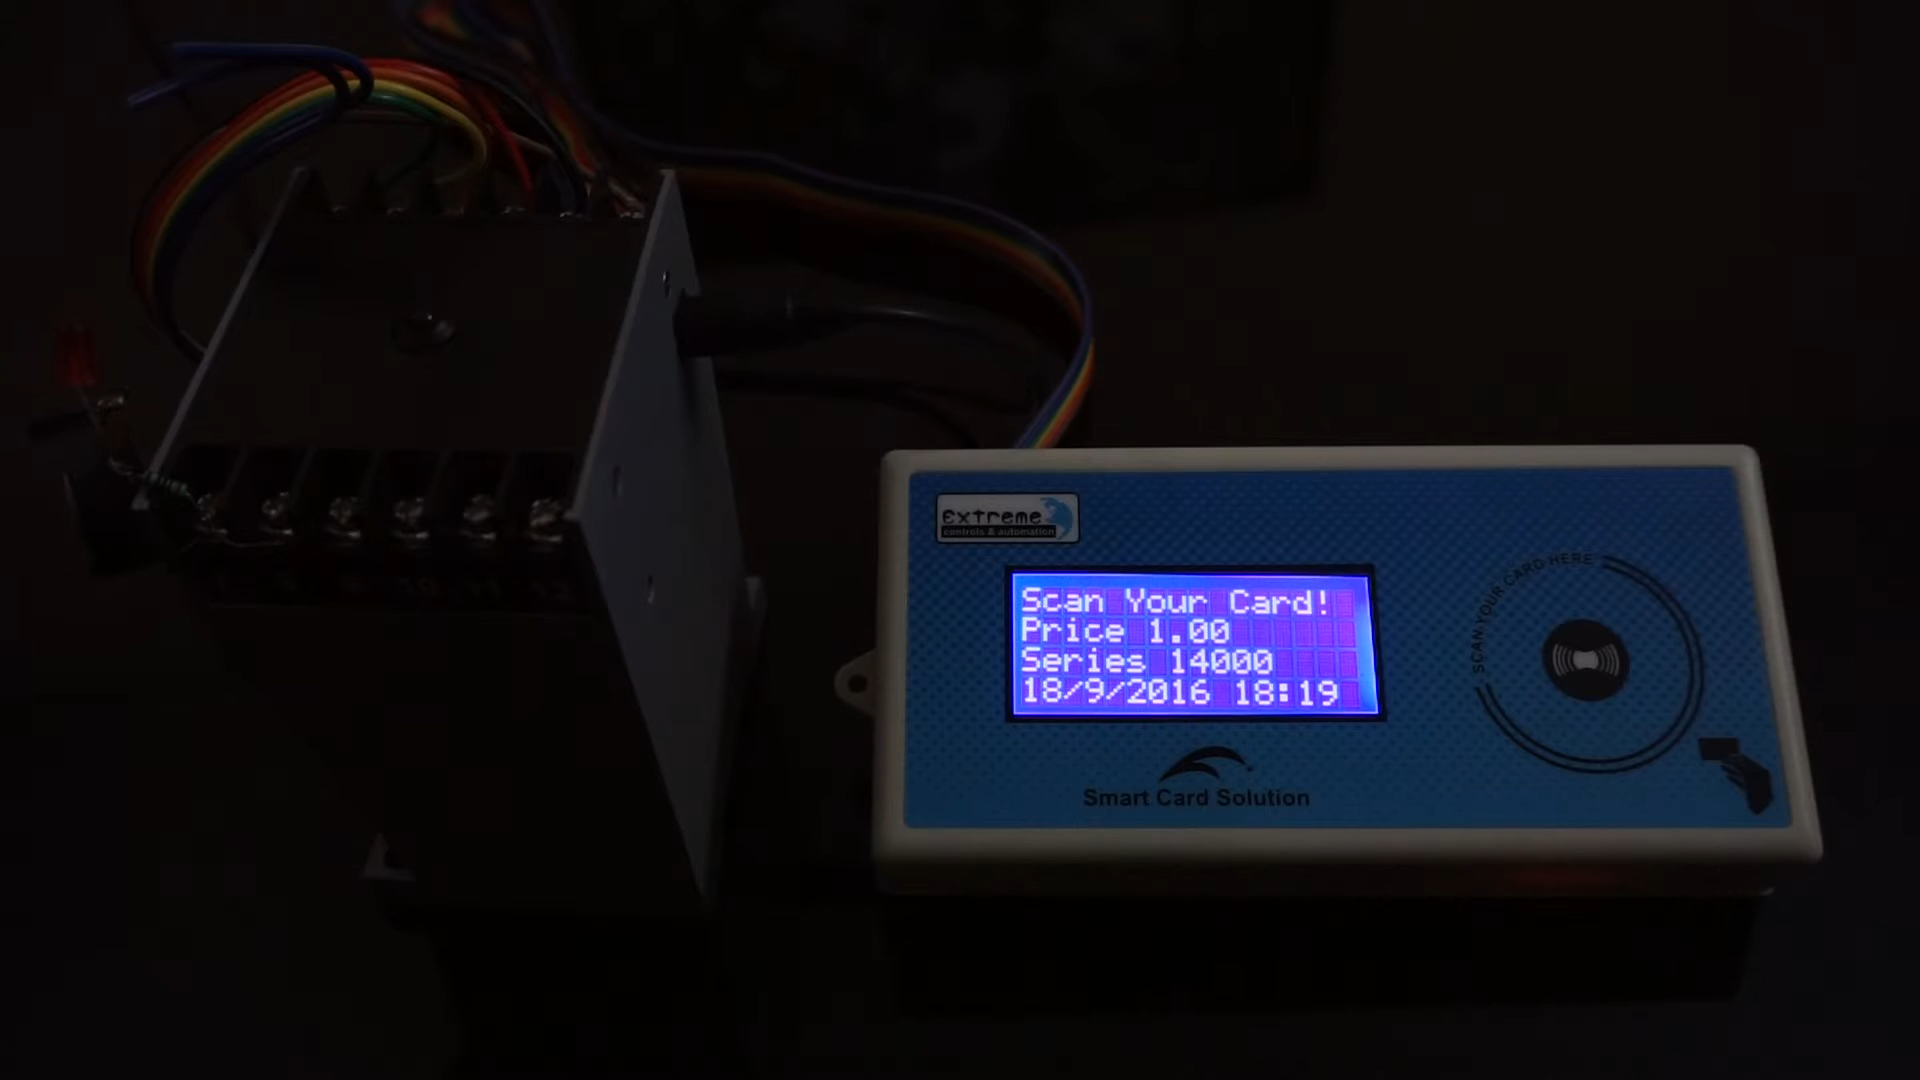 Extreme
controls & automation
SCAN YOUR CARD HERE
Scan Your Card!
Price 1.00
Series 14000
18/9/2016 18:19
Smart Card Solution